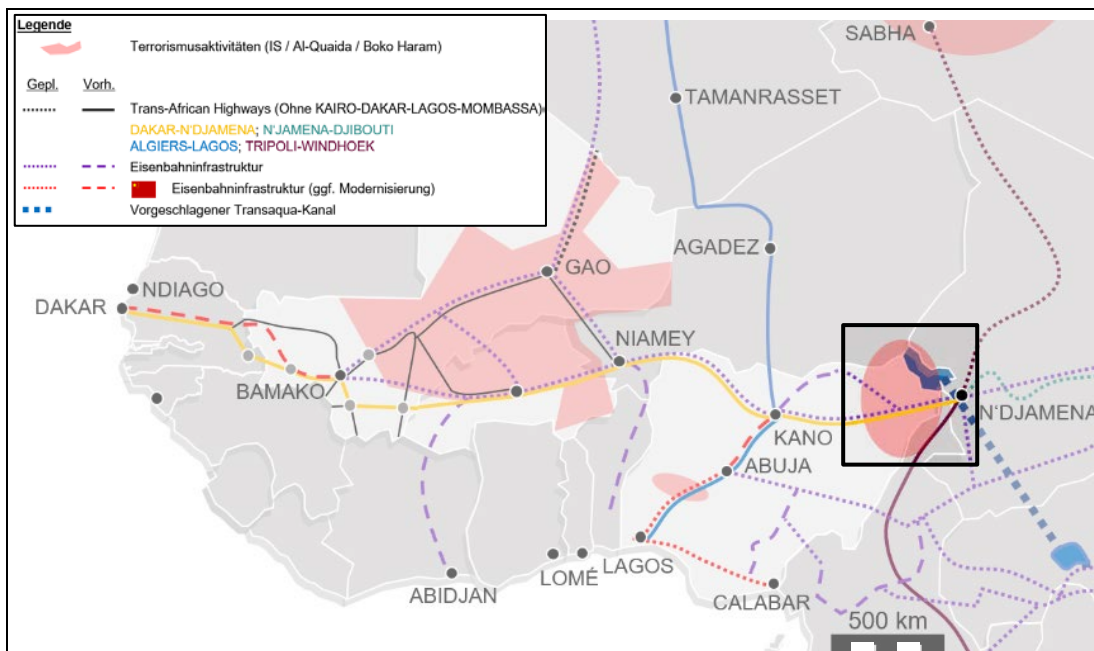 Legende
Terrorismusaktivitäten (IS / Al-Quaida / Boko Haram)
Gepl. Vorh.
Trans-African Highways (Ohne KAIRO-DAKAR-LAGOS-MOMBASSA)
DAKAR-N'DJAMENA; N'JAMENA-DJIBOUTI
ALGIERS-LAGOS; TRIPOLI-WINDHOEK
Eisenbahninfrastruktur
Eisenbahninfrastruktur (ggf. Modernisierung)
Vorgeschlagener Transaqua-Kanal
SABHA
TAMANRASSET
AGADEZ
GAO
NDIAGO
DAKAR
NIAMEY
BAMAKO
KANO
N'DJAMENA
ABUJA
LAGOS
LOMÉ
ABIDJAN
CALABAR
500 km